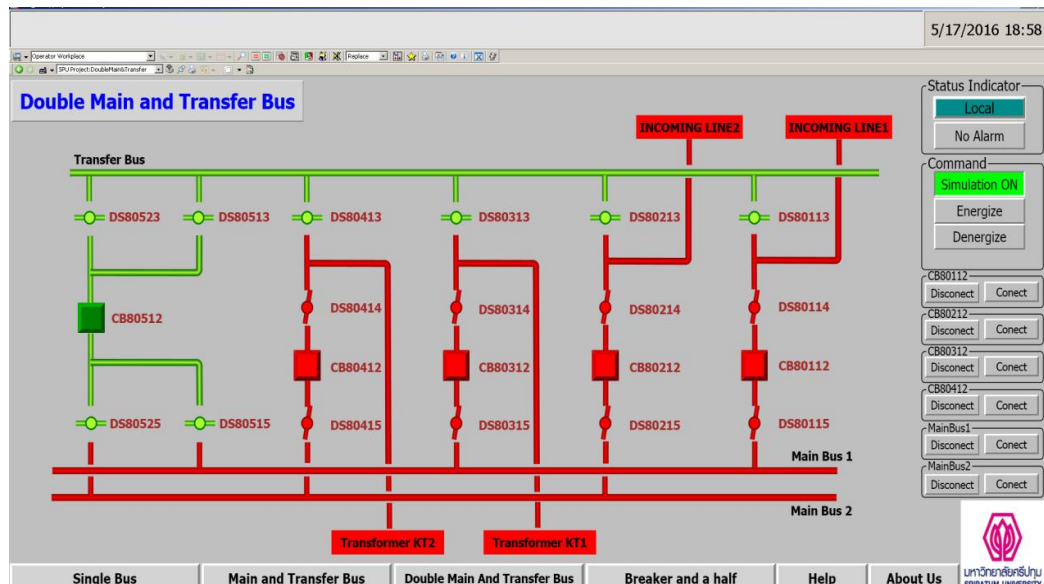 5/17/2016 18:58
Operator Workplace
Replace
SPU Project:DoubleMain&Transfer
Double Main and Transfer Bus
Status Indicator
Local
No Alarm
INCOMING LINE2
INCOMING LINE1
Transfer Bus
Command
Simulation ON
Energize
Denergize
DS80523
DS80513
DS80413
DS80313
DS80213
DS80113
CB80112
Disconect
Conect
DS80414
DS80314
DS80214
DS80114
CB80512
CB80212
Disconect
Conect
CB80412
CB80312
CB80212
CB80112
CB80312
Disconect
Conect
CB80412
Disconect
Conect
DS80525
DS80515
DS80415
DS80315
DS80215
DS80115
MainBus1
Disconect
Conect
Main Bus 1
MainBus2
Disconect
Conect
Main Bus 2
Transformer KT2
Transformer KT1
มหาวิทยาลัยศรีปทุม
SRIPATUM UNIVERSITY
Single Bus
Main and Transfer Bus
Double Main And Transfer Bus
Breaker and a half
Help
About Us